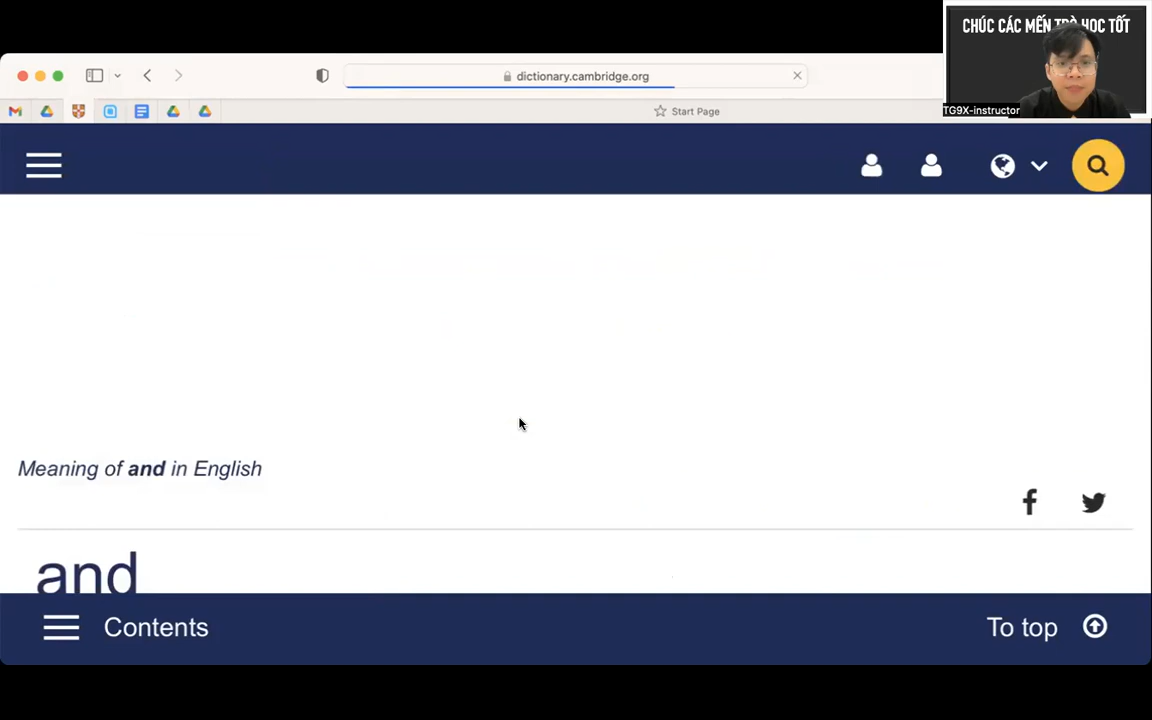 CHÚC CÁC MẾN TRÒ HỌC TỐT
dictionary.cambridge.org
TG9X-instructor
Start Page
Meaning of and in English
and
Contents
To top